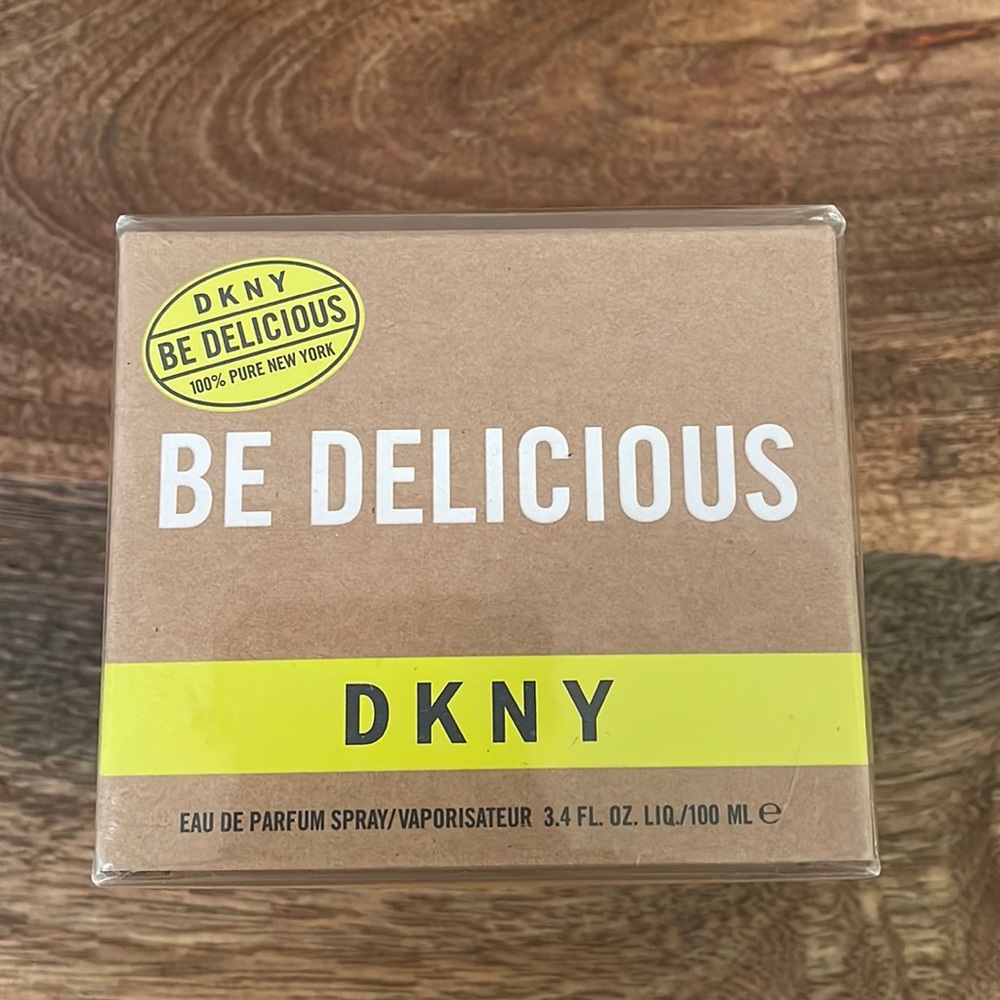 DKNY
BE DELICIOUS
100% PURE NEW YORK
BE DELICIOUS
DKNY
EAU DE PARFUM SPRAY/VAPORISATEUR 3.4 FL. OZ. LIQ./100 ML ℮